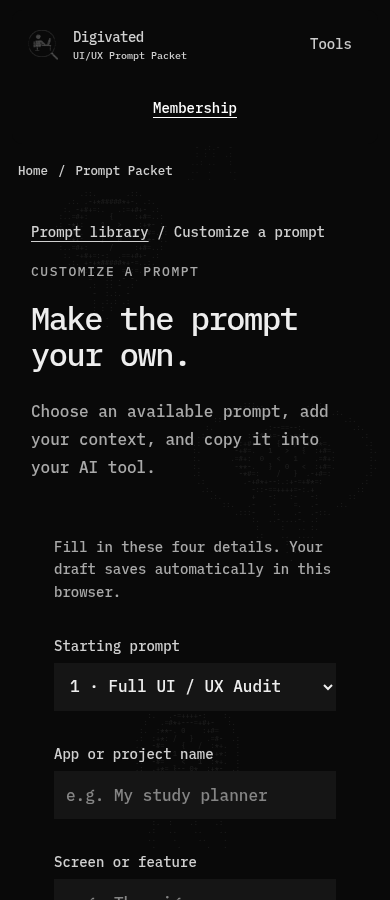 Digivated
UI/UX Prompt Packet
Tools
Membership
Home / Prompt Packet
Prompt library / Customize a prompt
CUSTOMIZE A PROMPT
Make the prompt
your own.
Choose an available prompt, add
your context, and copy it into
your AI tool.
Fill in these four details. Your
draft saves automatically in this
browser.
Starting prompt
1 · Full UI / UX Audit
App or project name
e.g. My study planner
Screen or feature